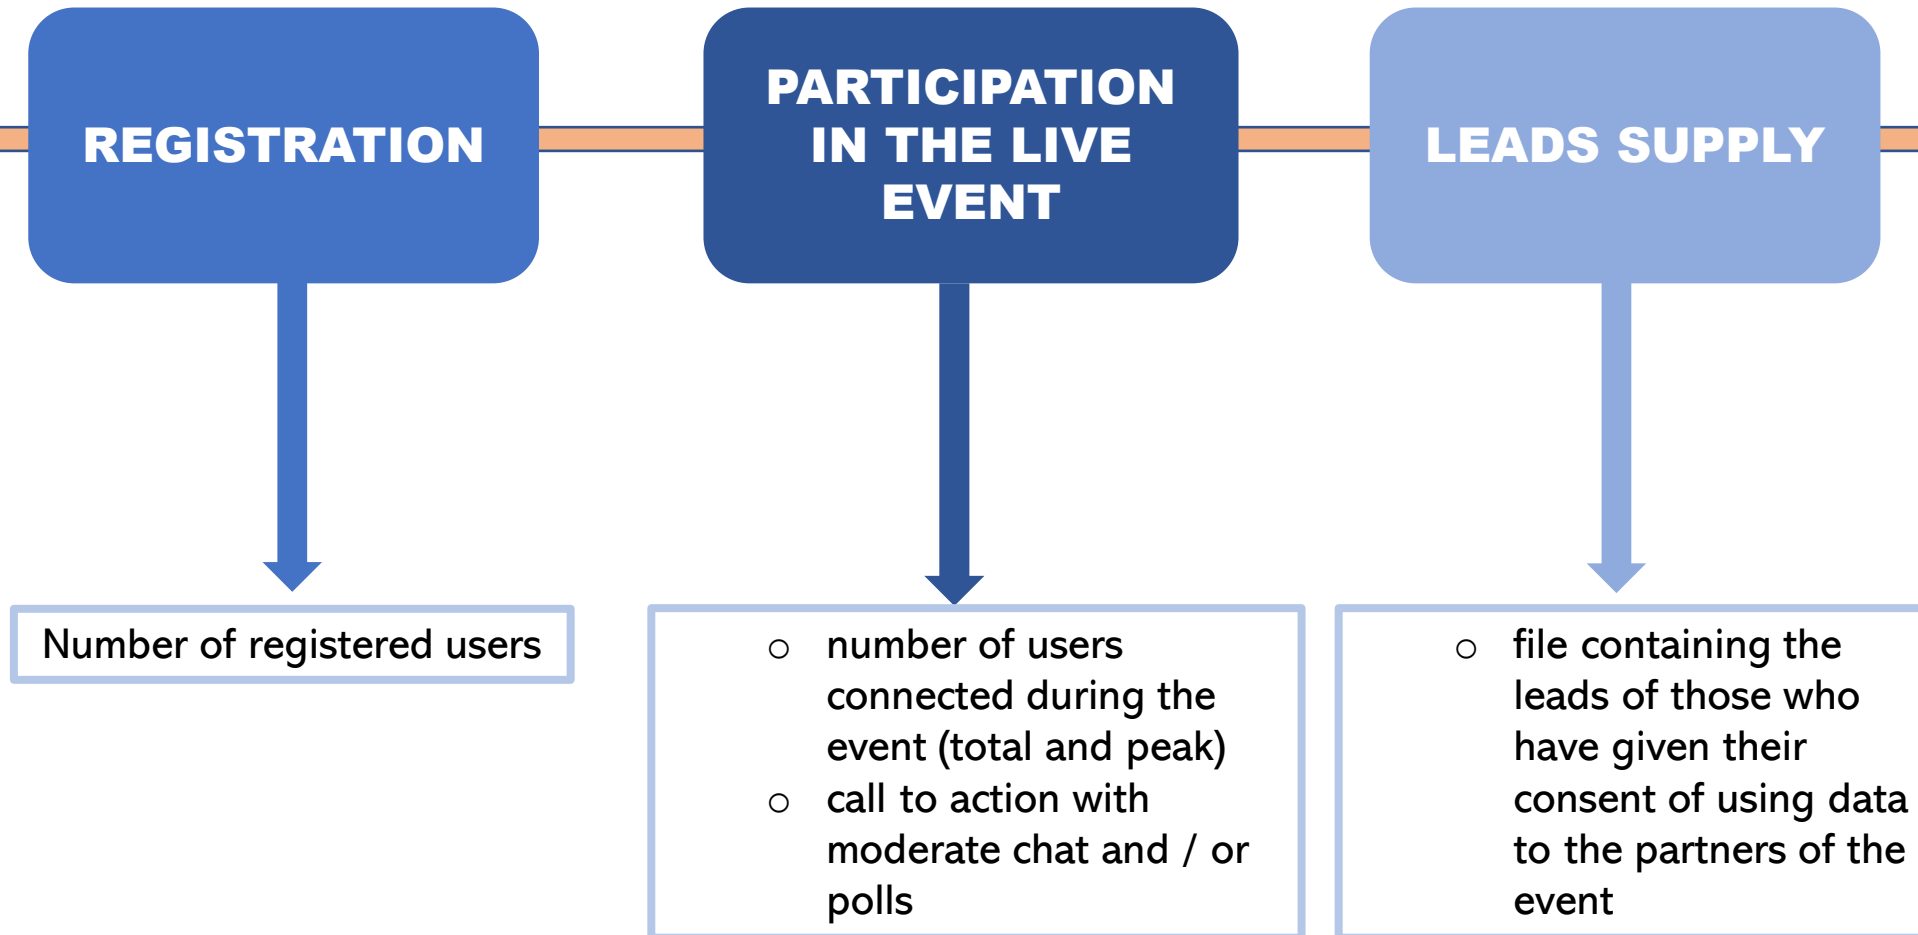 REGISTRATION
PARTICIPATION
IN THE LIVE
EVENT
LEADS SUPPLY
Number of registered users
○ number of users
connected during the
event (total and peak)
○ call to action with
moderate chat and / or
polls
○ file containing the
leads of those who
have given their
consent of using data
to the partners of the
event